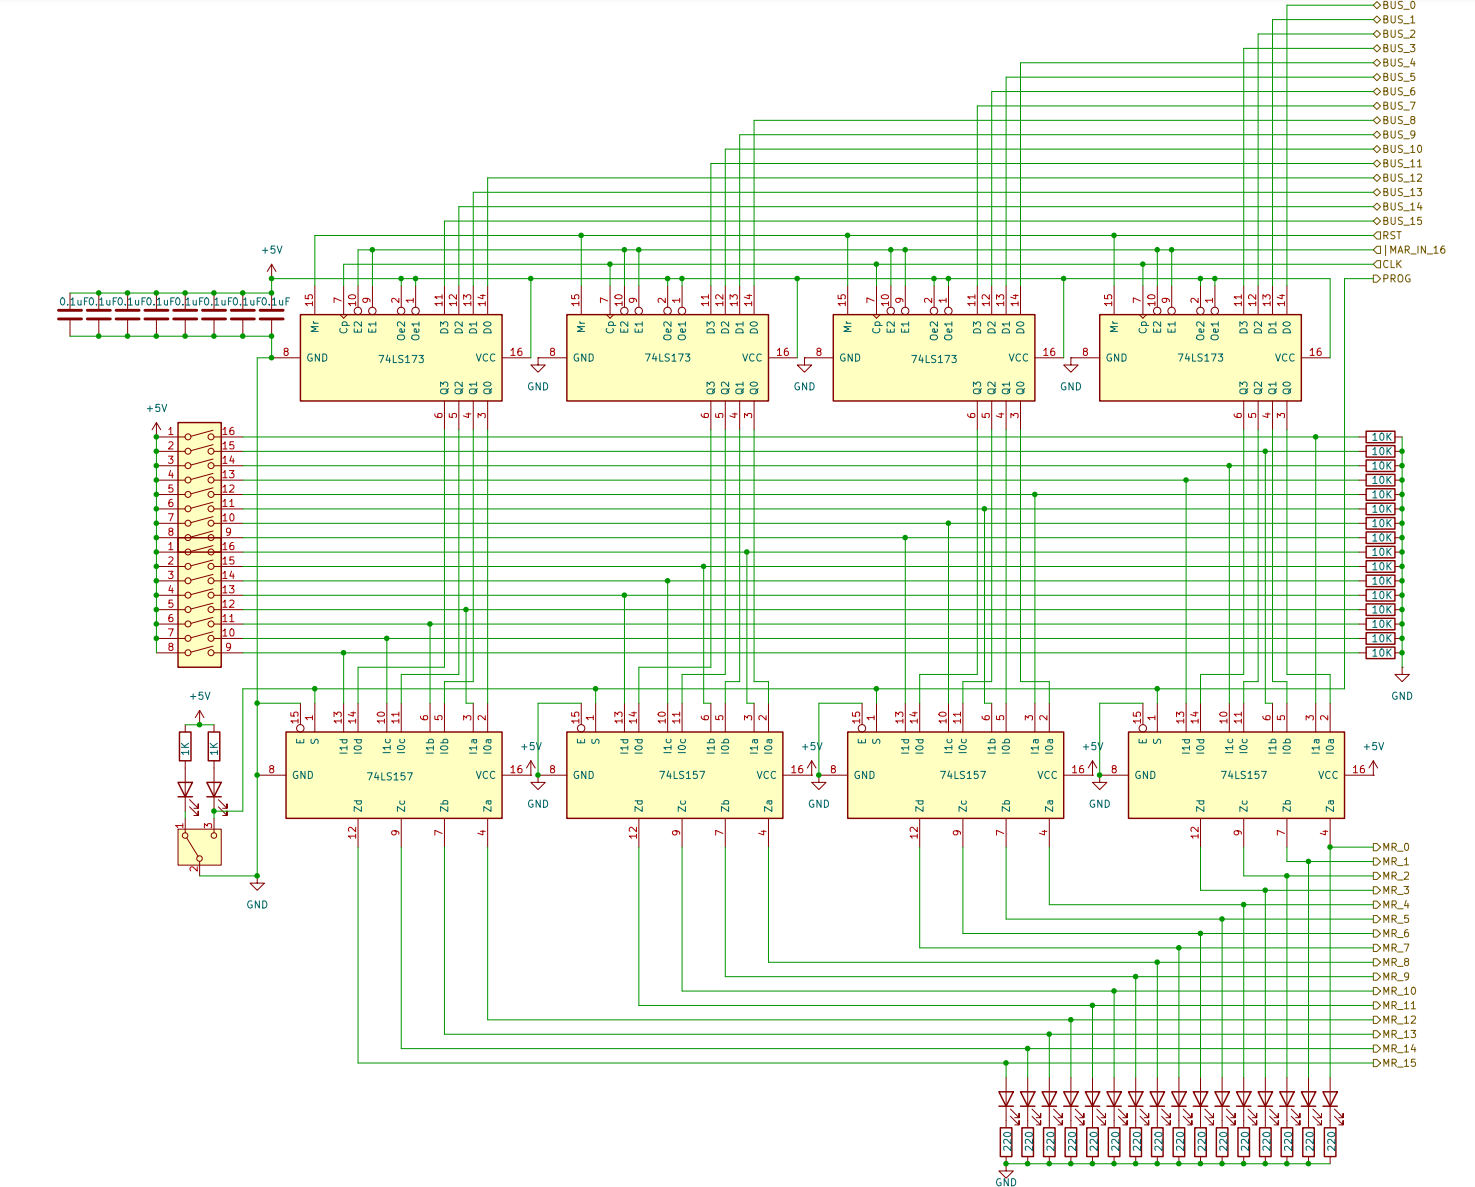 BUS_0
BUS_1
BUS_2
BUS_3
BUS_4
BUS_5
BUS_6
BUS_7
BUS_8
BUS_9
BUS_10
BUS_11
BUS_12
BUS_13
BUS_14
BUS_15
RST
|MAR_IN_16
CLK
PROG
+5V
0.1uF 0.1uF 0.1uF 0.1uF 0.1uF 0.1uF 0.1uF 0.1uF
15 7 10 9 2 1 11 12 13 14 15 7 10 9 2 1 11 12 13 14 15 7 10 9 2 1 11 12 13 14 15 7 10 9 2 1 11 12 13 14
Mr Cp E2 E1 Oe2 Oe1 D3 D2 D1 D0 Mr Cp E2 E1 Oe2 Oe1 D3 D2 D1 D0 Mr Cp E2 E1 Oe2 Oe1 D3 D2 D1 D0 Mr Cp E2 E1 Oe2 Oe1 D3 D2 D1 D0
8 GND 74LS173 VCC 16 8 GND 74LS173 VCC 16 8 GND 74LS173 VCC 16 8 GND 74LS173 VCC 16
GND GND GND
Q3 Q2 Q1 Q0 Q3 Q2 Q1 Q0 Q3 Q2 Q1 Q0 Q3 Q2 Q1 Q0
6 5 4 3 6 5 4 3 6 5 4 3 6 5 4 3
+5V
1 16 10K
2 15 10K
3 14 10K
4 13 10K
5 12 10K
6 11 10K
7 10 10K
8 9 10K
1 16 10K
2 15 10K
3 14 10K
4 13 10K
5 12 10K
6 11 10K
7 10 10K
8 9 10K
GND
+5V
15 1 13 14 10 11 6 5 3 2 15 1 13 14 10 11 6 5 3 2 15 1 13 14 10 11 6 5 3 2 15 1 13 14 10 11 6 5 3 2
1K 1K
E S I1d I0d I1c I0c I1b I0b I1a I0a E S I1d I0d I1c I0c I1b I0b I1a I0a E S I1d I0d I1c I0c I1b I0b I1a I0a E S I1d I0d I1c I0c I1b I0b I1a I0a
+5V +5V +5V +5V
8 GND 74LS157 VCC 16 8 GND 74LS157 VCC 16 8 GND 74LS157 VCC 16 8 GND 74LS157 VCC 16
GND GND GND
Zd Zc Zb Za Zd Zc Zb Za Zd Zc Zb Za Zd Zc Zb Za
1 3
12 9 7 4 12 9 7 4 12 9 7 4 12 9 7 4
2
GND
MR_0
MR_1
MR_2
MR_3
MR_4
MR_5
MR_6
MR_7
MR_8
MR_9
MR_10
MR_11
MR_12
MR_13
MR_14
MR_15
220 220 220 220 220 220 220 220 220 220 220 220 220 220 220 220
GND